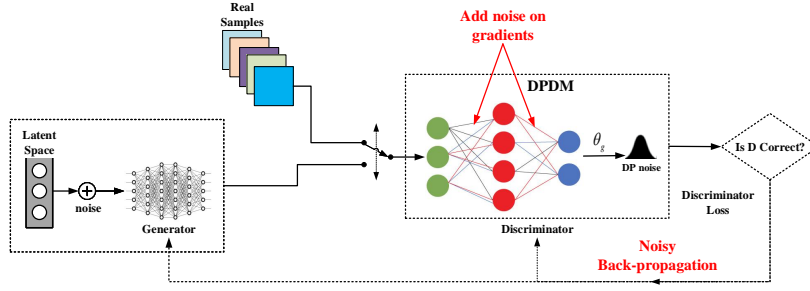 Real
Samples
Add noise on
gradients
DPDM
Latent
Space
noise
Generator
θg
DP noise
Discriminator
Is D Correct?
Discriminator
Loss
Noisy
Back-propagation